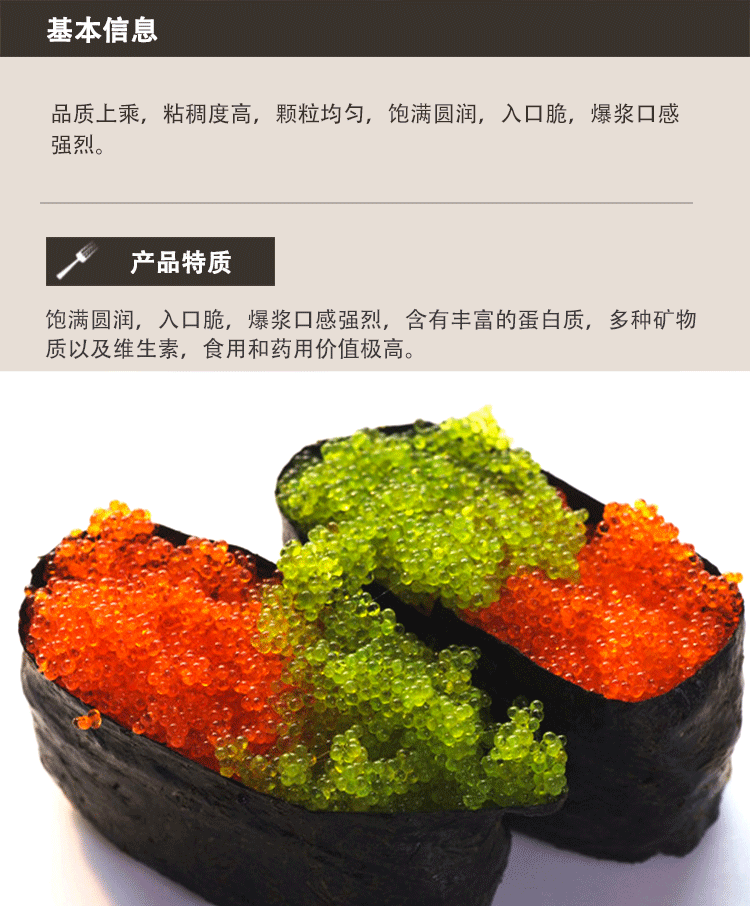 基本信息
品质上乘，粘稠度高，颗粒均匀，饱满圆润，入口脆，爆浆口感
强烈。
产品特质
饱满圆润，入口脆，爆浆口感强烈，含有丰富的蛋白质，多种矿物
质以及维生素，食用和药用价值极高。